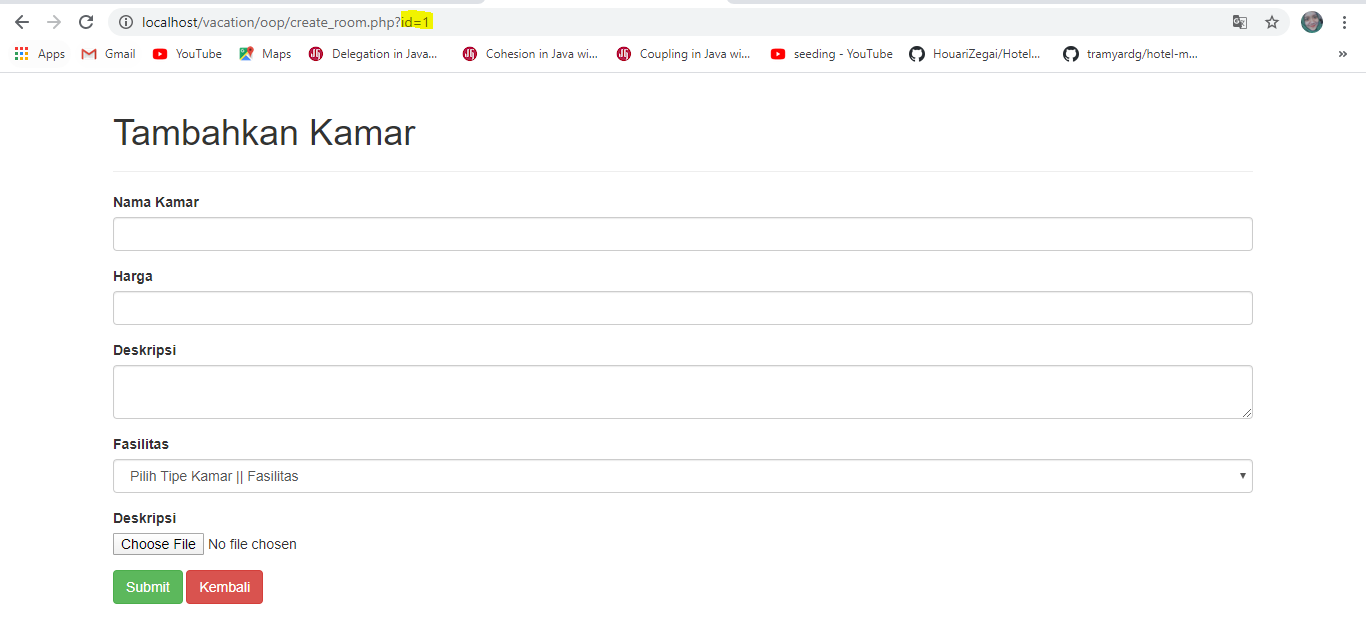 localhost/vacation/oop/create_room.php?id=1
Apps Gmail YouTube Maps Delegation in Java... Cohesion in Java wi... Coupling in Java wi... seeding - YouTube HouariZegai/Hotel... tramyardg/hotel-m... »
Tambahkan Kamar
Nama Kamar
Harga
Deskripsi
Fasilitas
Pilih Tipe Kamar || Fasilitas
Deskripsi
Choose File No file chosen
Submit Kembali